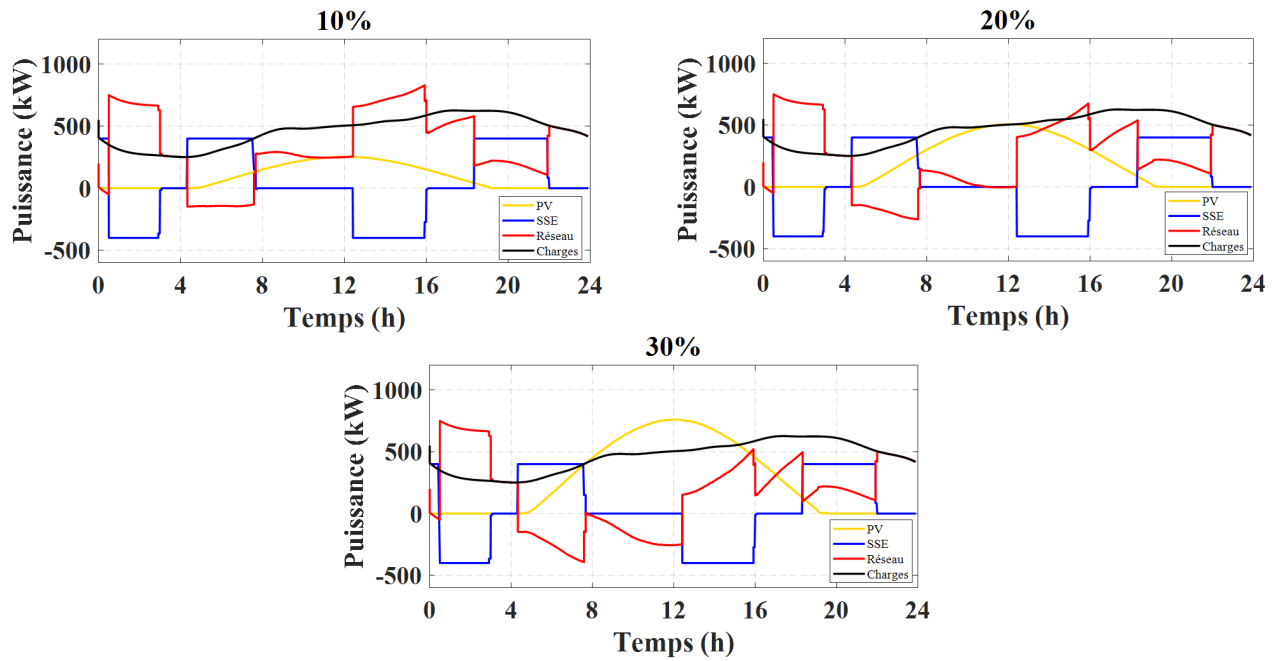 10%
Puissance (kW)
1000
500
0
-500
PV
SSE
Réseau
Charges
0 4 8 12 16 20 24
Temps (h)
20%
Puissance (kW)
1000
500
0
-500
PV
SSE
Réseau
Charges
0 4 8 12 16 20 24
Temps (h)
30%
Puissance (kW)
1000
500
0
-500
PV
SSE
Réseau
Charges
0 4 8 12 16 20 24
Temps (h)